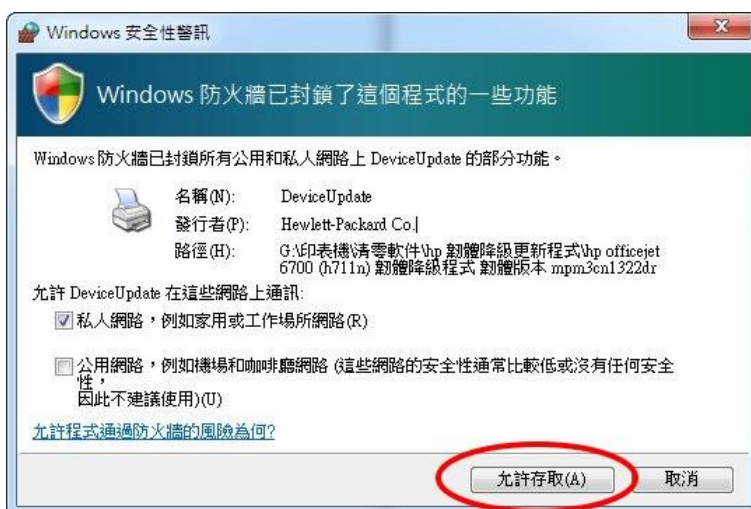 Windows 安全性警訊
Windows 防火牆已封鎖了這個程式的一些功能
Windows 防火牆已封鎖所有公用和私人網路上 DeviceUpdate 的部分功能。
名稱(N): DeviceUpdate
發行者(P): Hewlett-Packard Co.
路徑(H): G:\印表機\清零軟件\hp 韌體降級更新程式\hp officejet
6700 (h711n) 韌體降級程式 韌體版本 mpm3cn1322dr
允許 DeviceUpdate 在這些網路上通訊:
私人網路，例如家用或工作場所網路(R)
公用網路，例如機場和咖啡廳網路 (這些網路的安全性通常比較低或沒有任何安全
性，
因此不建議使用)(U)
允許程式通過防火牆的風險為何?
允許存取(A) 取消